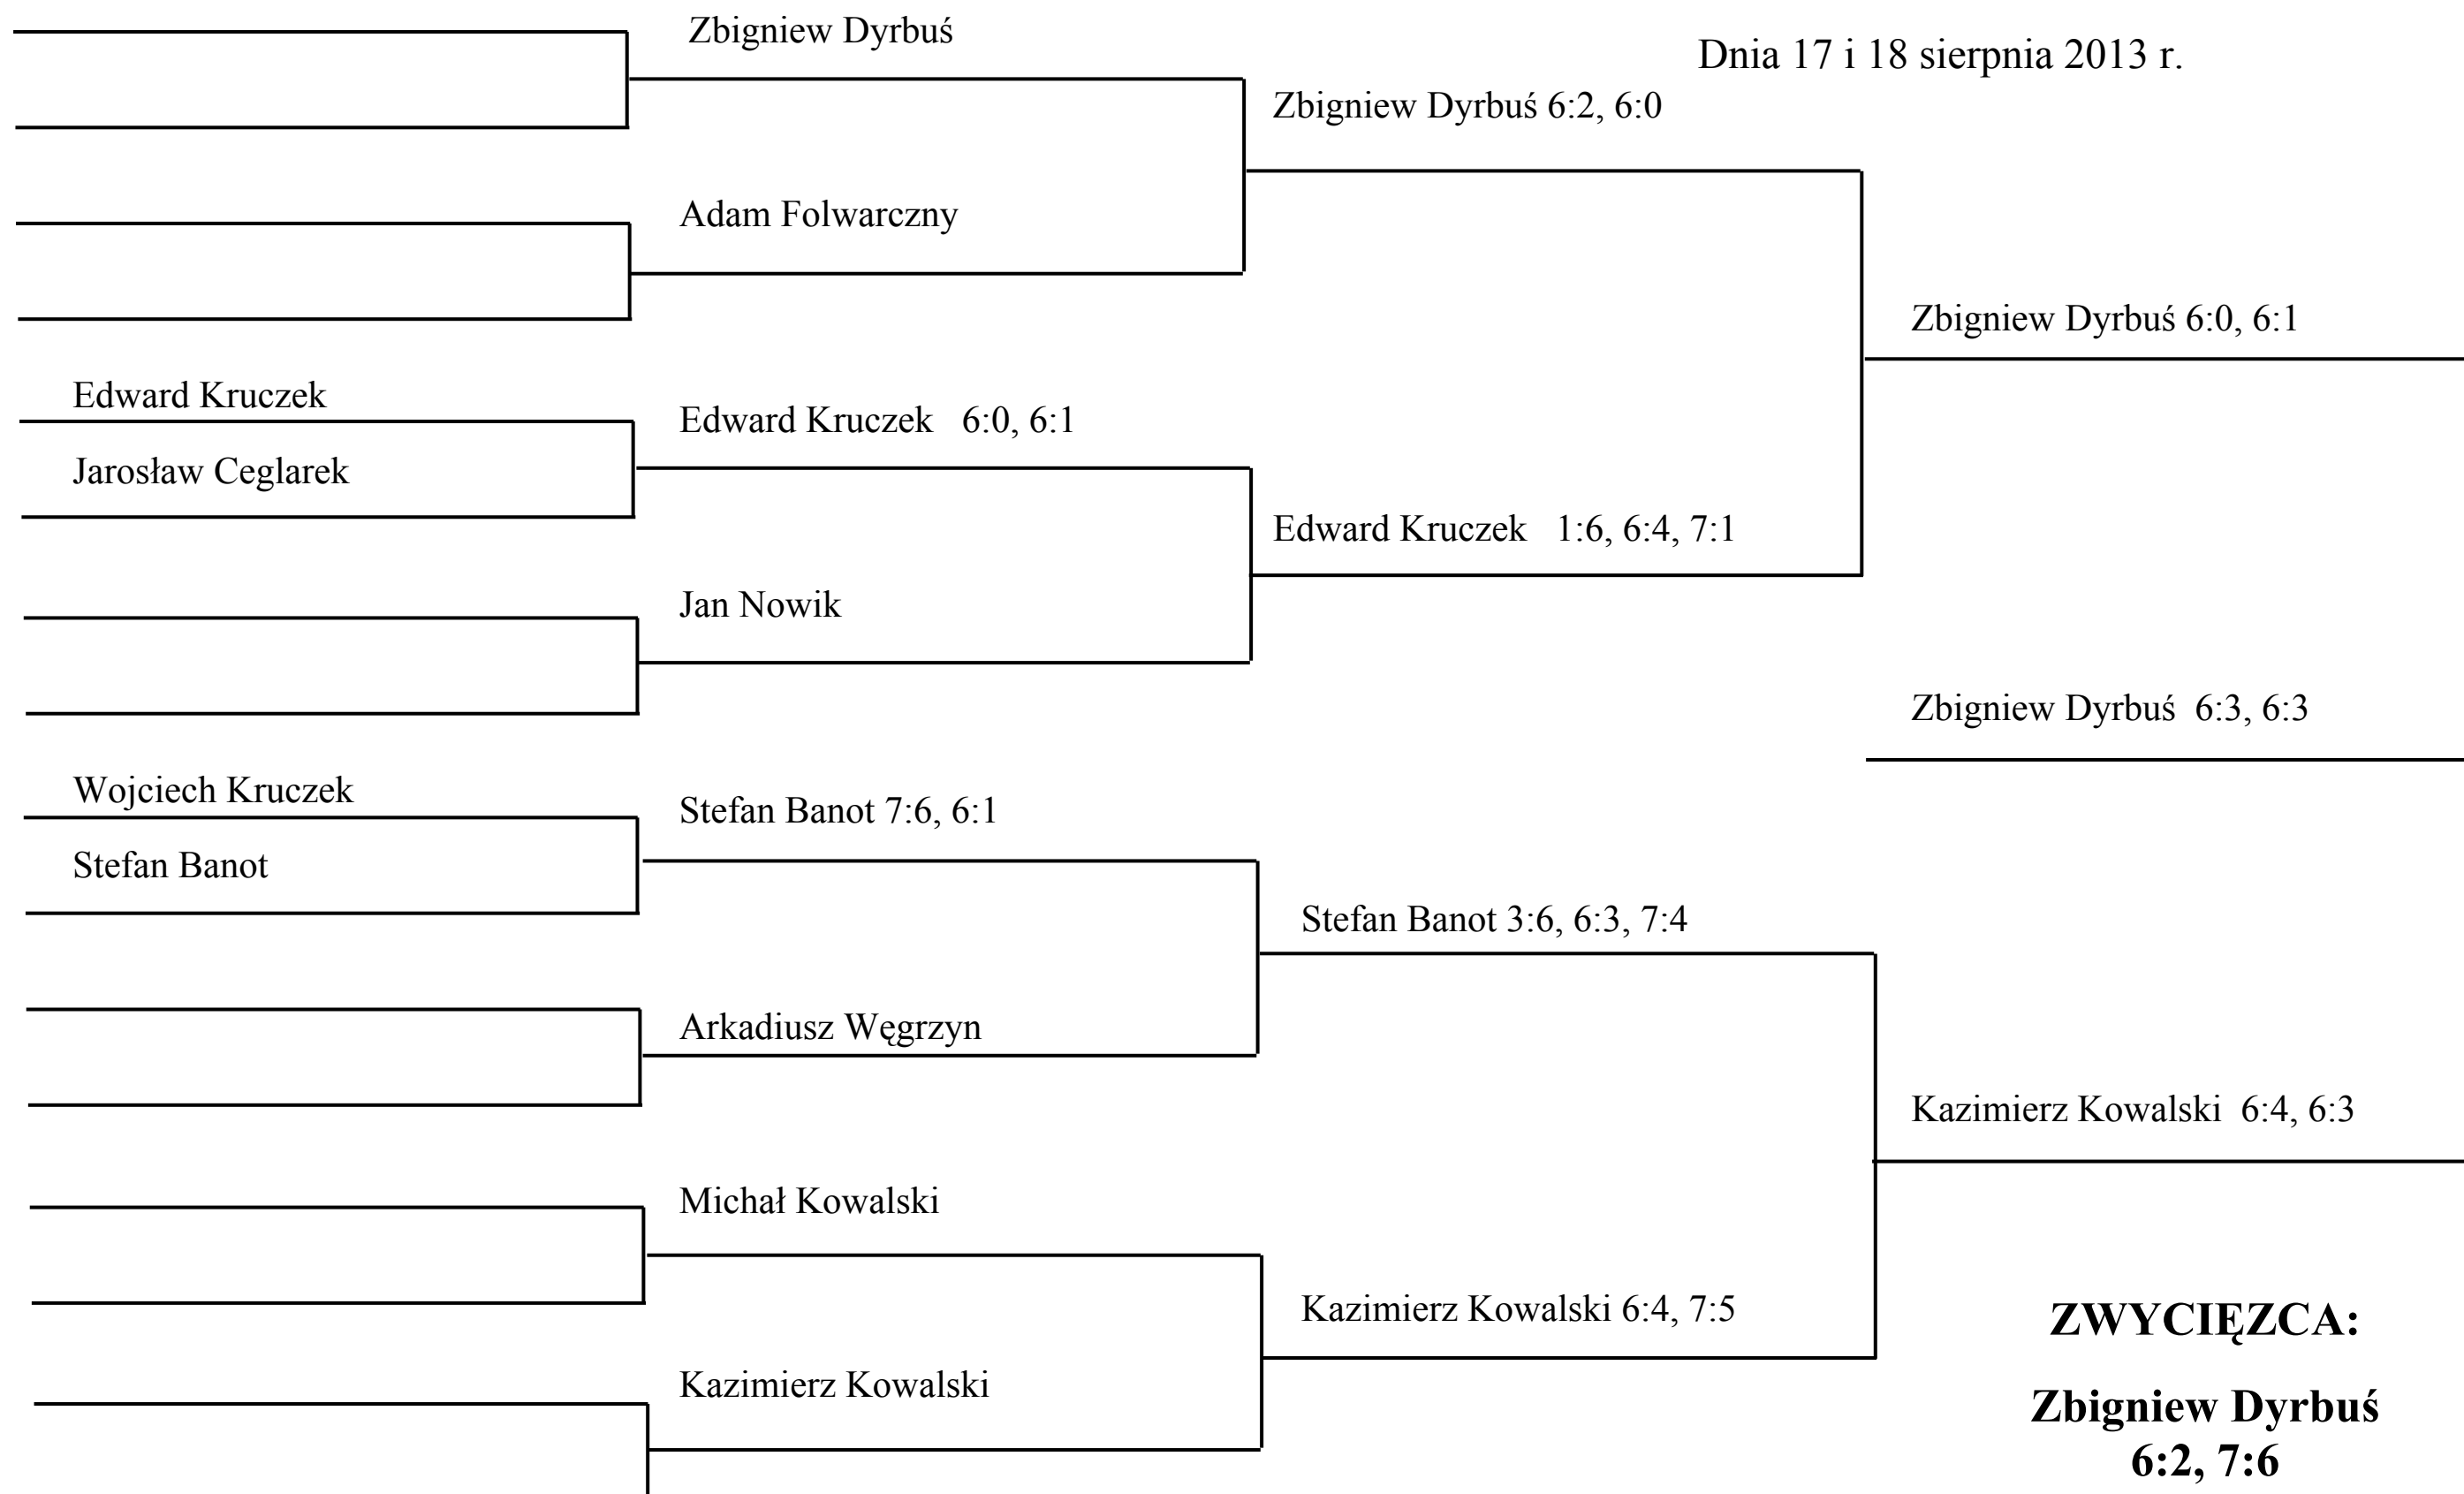 Zbigniew Dyrbuś
Dnia 17 i 18 sierpnia 2013 r.
Zbigniew Dyrbuś 6:2, 6:0
Adam Folwarczny
Zbigniew Dyrbuś 6:0, 6:1
Edward Kruczek
Edward Kruczek 6:0, 6:1
Jarosław Ceglarek
Edward Kruczek 1:6, 6:4, 7:1
Jan Nowik
Zbigniew Dyrbuś 6:3, 6:3
Wojciech Kruczek
Stefan Banot 7:6, 6:1
Stefan Banot
Stefan Banot 3:6, 6:3, 7:4
Arkadiusz Węgrzyn
Kazimierz Kowalski 6:4, 6:3
Michał Kowalski
Kazimierz Kowalski 6:4, 7:5
Kazimierz Kowalski
ZWYCIĘZCA:
Zbigniew Dyrbuś
6:2, 7:6